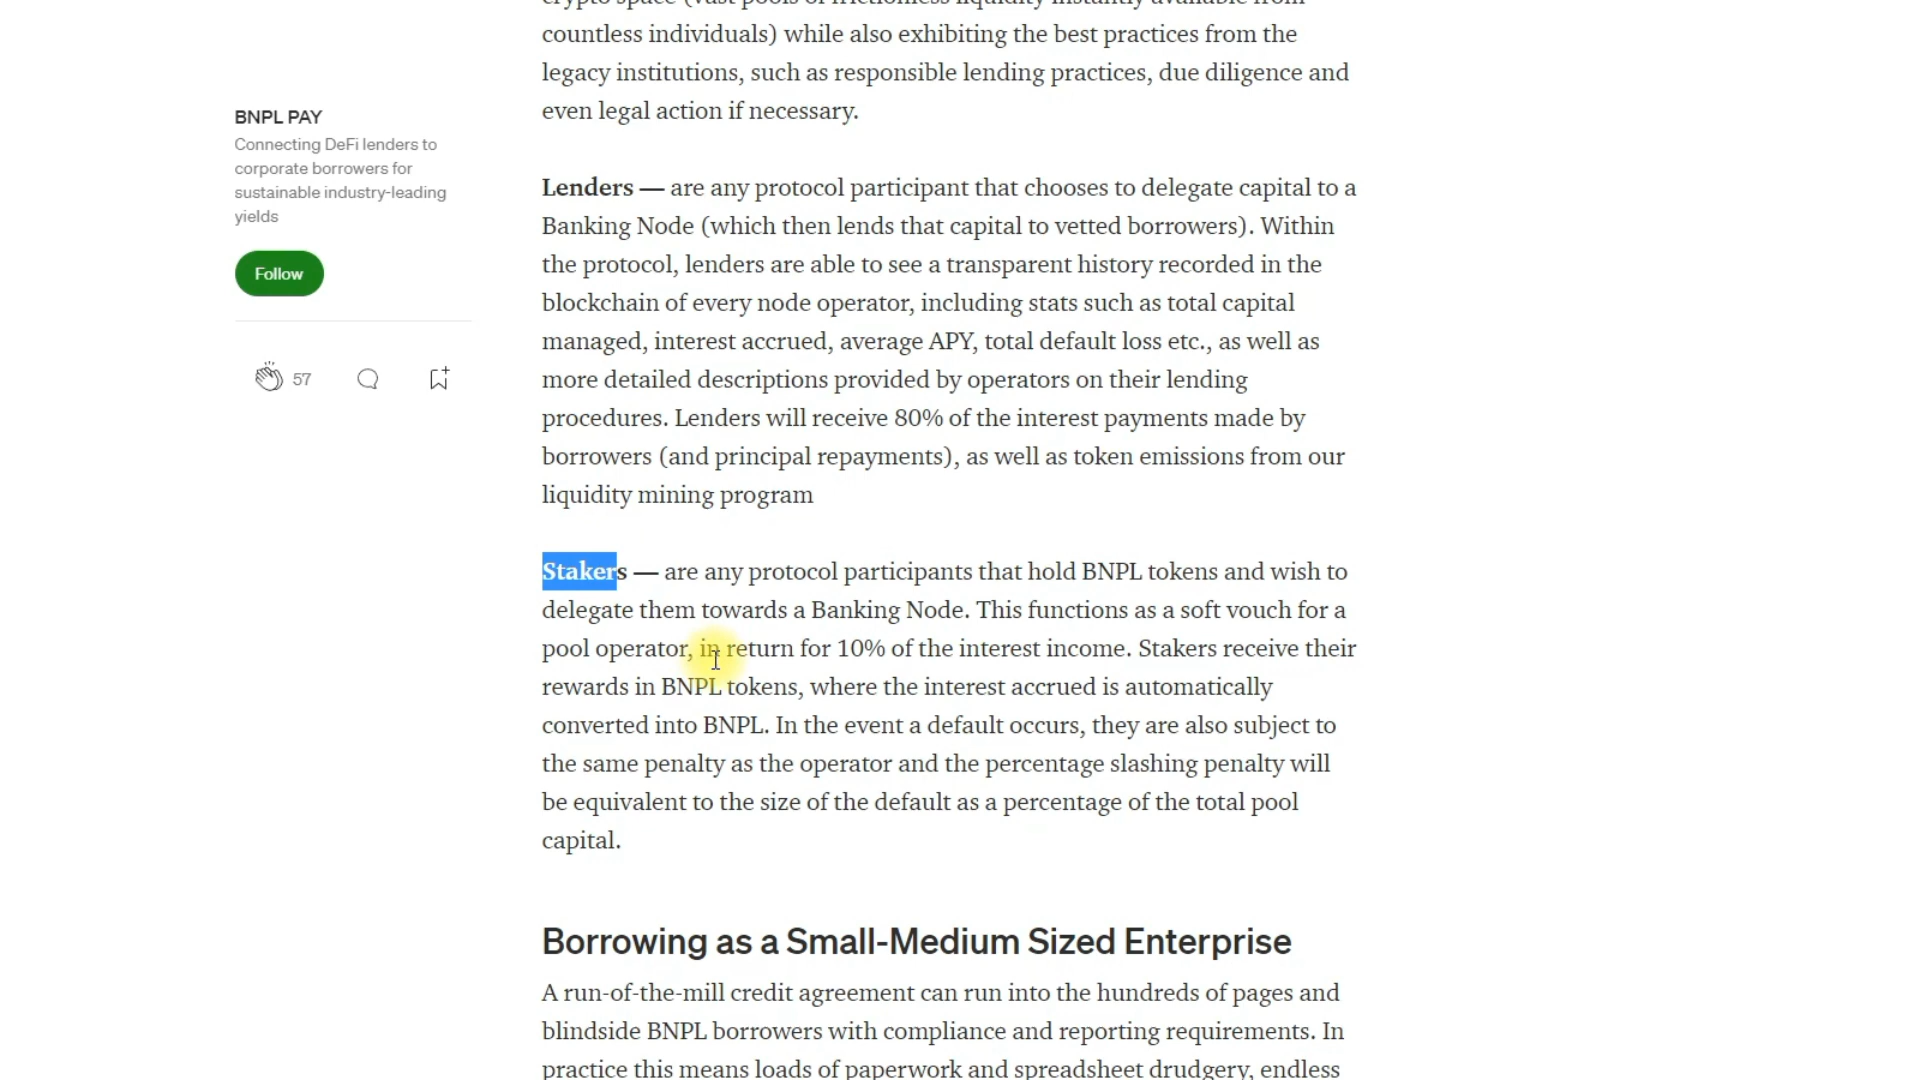 crypto space (vast pools of frictionless liquidity instantly available from
countless individuals) while also exhibiting the best practices from the
legacy institutions, such as responsible lending practices, due diligence and
even legal action if necessary.
BNPL PAY
Connecting DeFi lenders to
corporate borrowers for
sustainable industry-leading
yields
Follow
57
Lenders — are any protocol participant that chooses to delegate capital to a
Banking Node (which then lends that capital to vetted borrowers). Within
the protocol, lenders are able to see a transparent history recorded in the
blockchain of every node operator, including stats such as total capital
managed, interest accrued, average APY, total default loss etc., as well as
more detailed descriptions provided by operators on their lending
procedures. Lenders will receive 80% of the interest payments made by
borrowers (and principal repayments), as well as token emissions from our
liquidity mining program
Stakers — are any protocol participants that hold BNPL tokens and wish to
delegate them towards a Banking Node. This functions as a soft vouch for a
pool operator, in return for 10% of the interest income. Stakers receive their
rewards in BNPL tokens, where the interest accrued is automatically
converted into BNPL. In the event a default occurs, they are also subject to
the same penalty as the operator and the percentage slashing penalty will
be equivalent to the size of the default as a percentage of the total pool
capital.
Borrowing as a Small-Medium Sized Enterprise
A run-of-the-mill credit agreement can run into the hundreds of pages and
blindside BNPL borrowers with compliance and reporting requirements. In
practice this means loads of paperwork and spreadsheet drudgery, endless